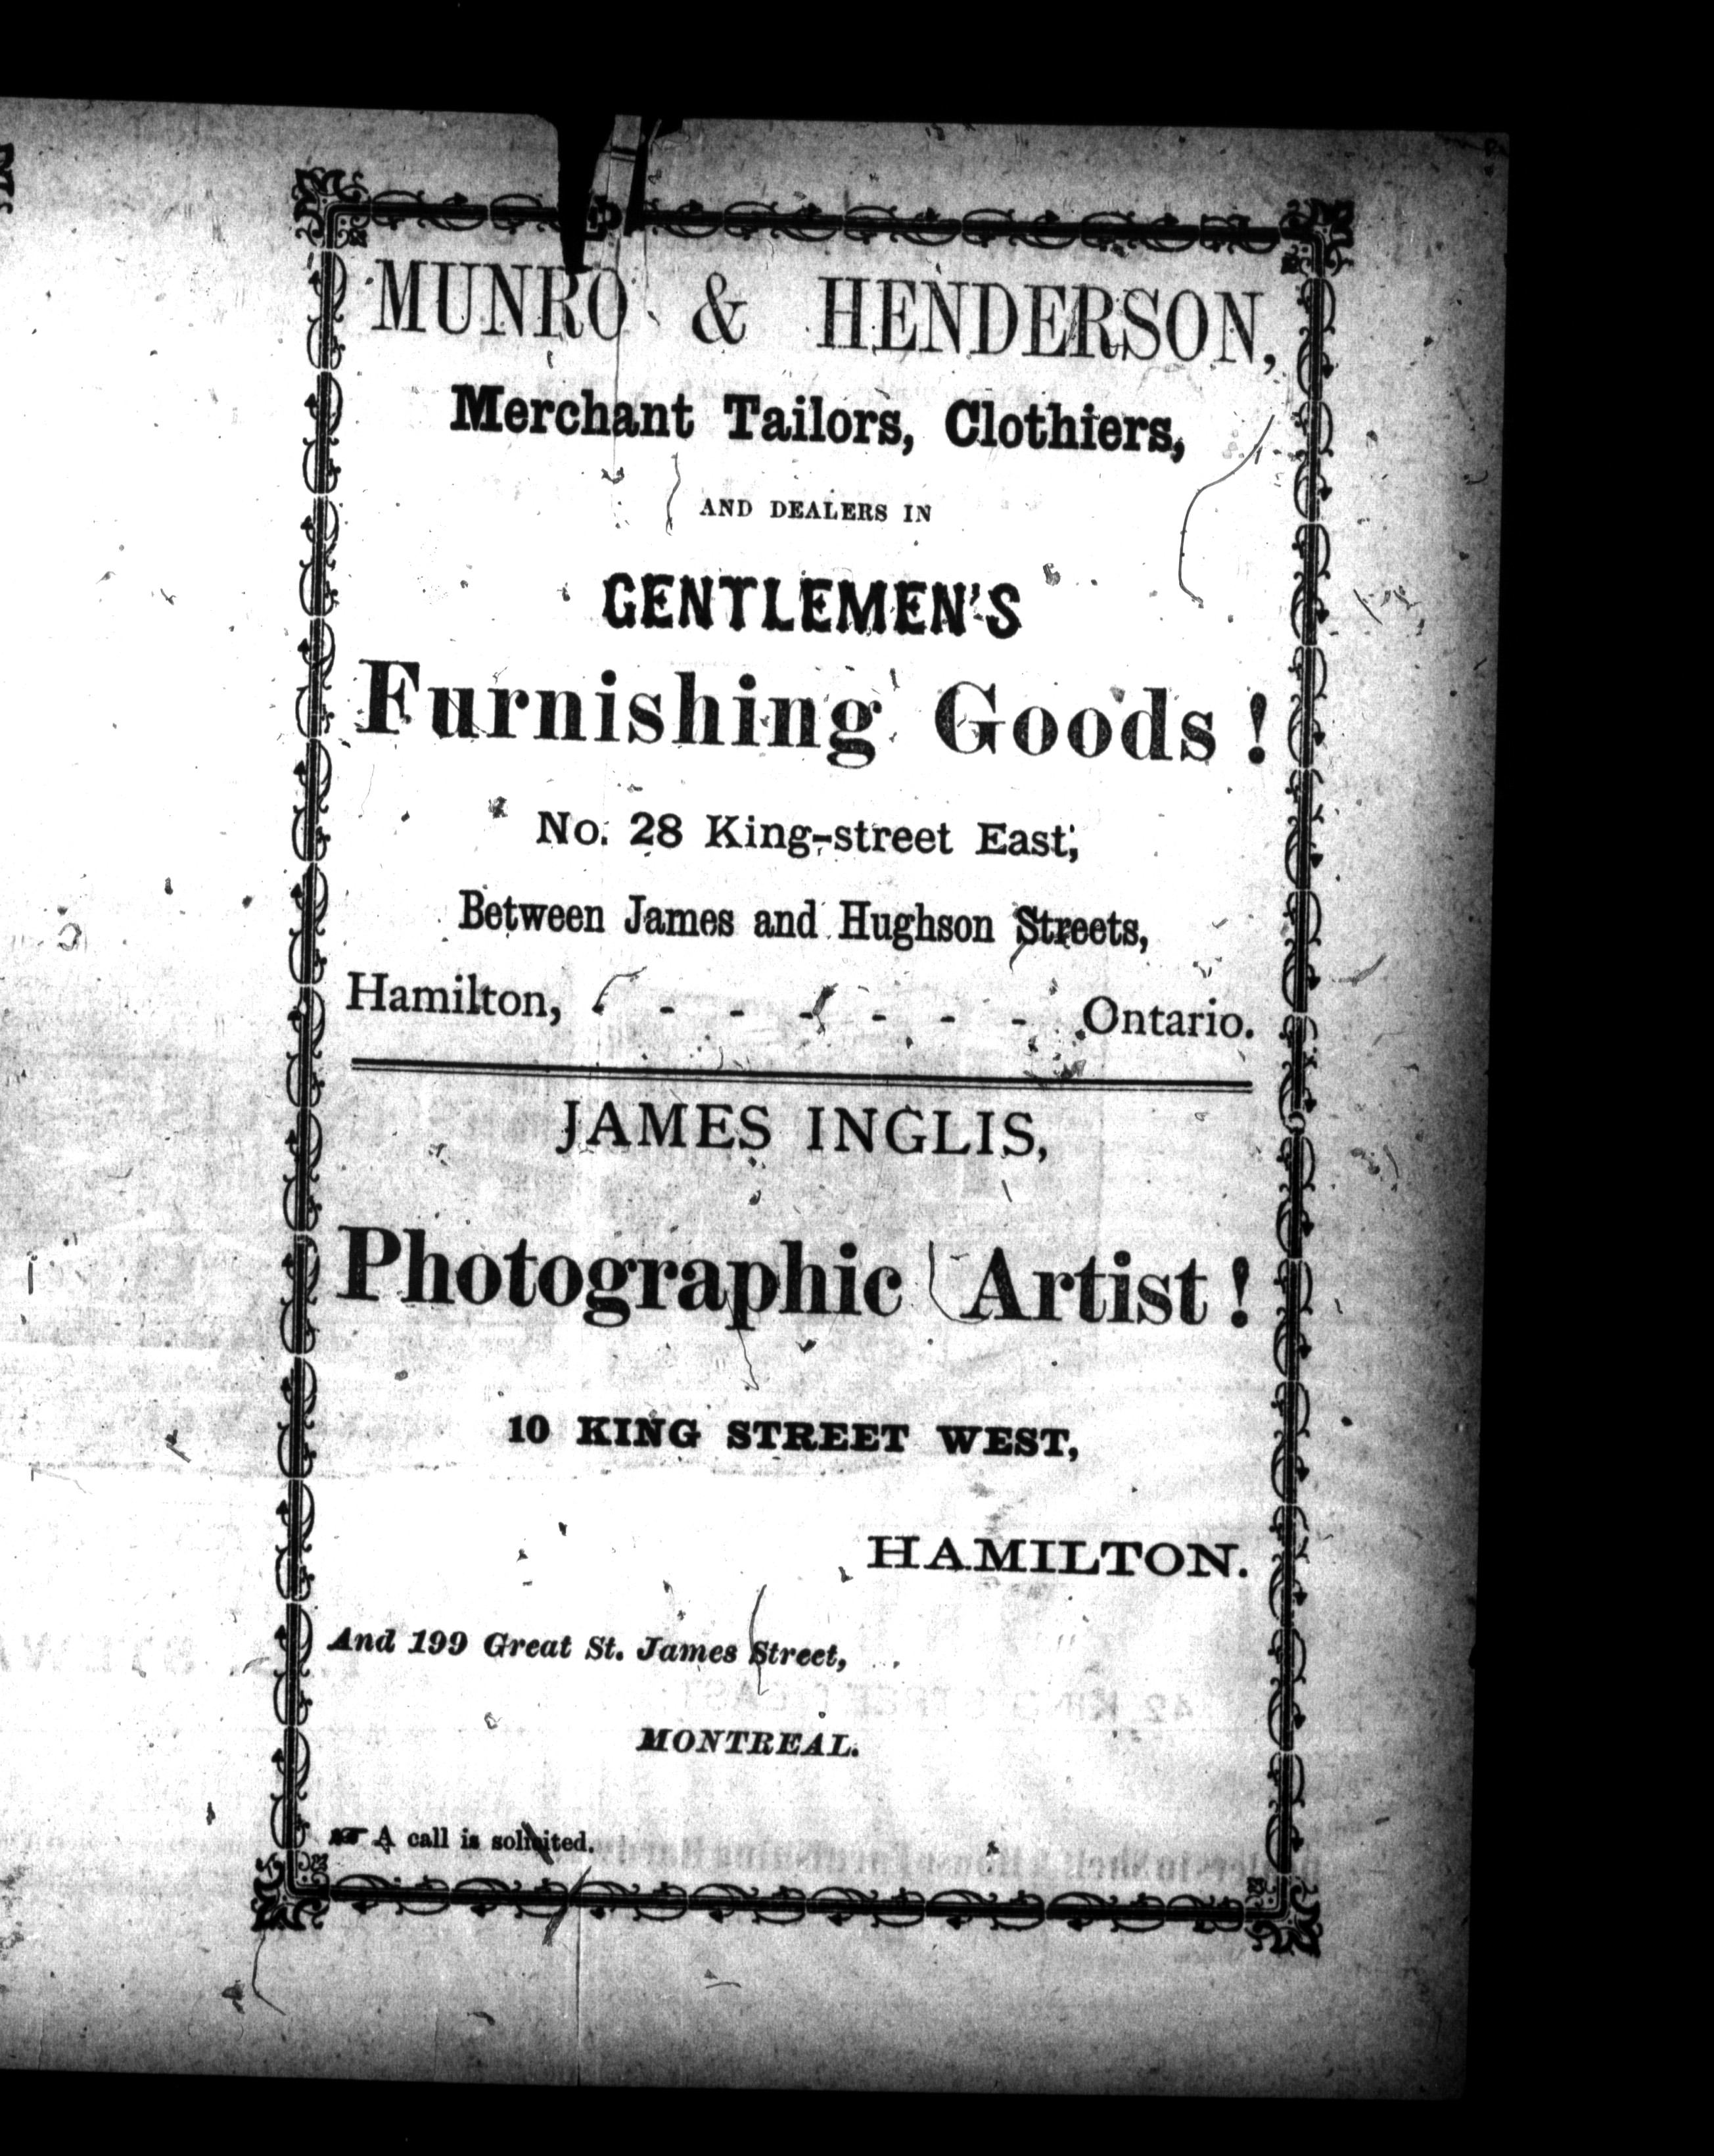 MUNRO & HENDERSON,
Merchant Tailors, Clothiers,
AND DEALERS IN
GENTLEMEN'S
Furnishing Goods !
No. 28 King-street East,
Between James and Hughson Streets,
Hamilton, - - - - - - - Ontario.
JAMES INGLIS,
Photographic Artist !
10 KING STREET WEST,
HAMILTON.
And 199 Great St. James Street,
MONTREAL.
☞ A call is solicited.